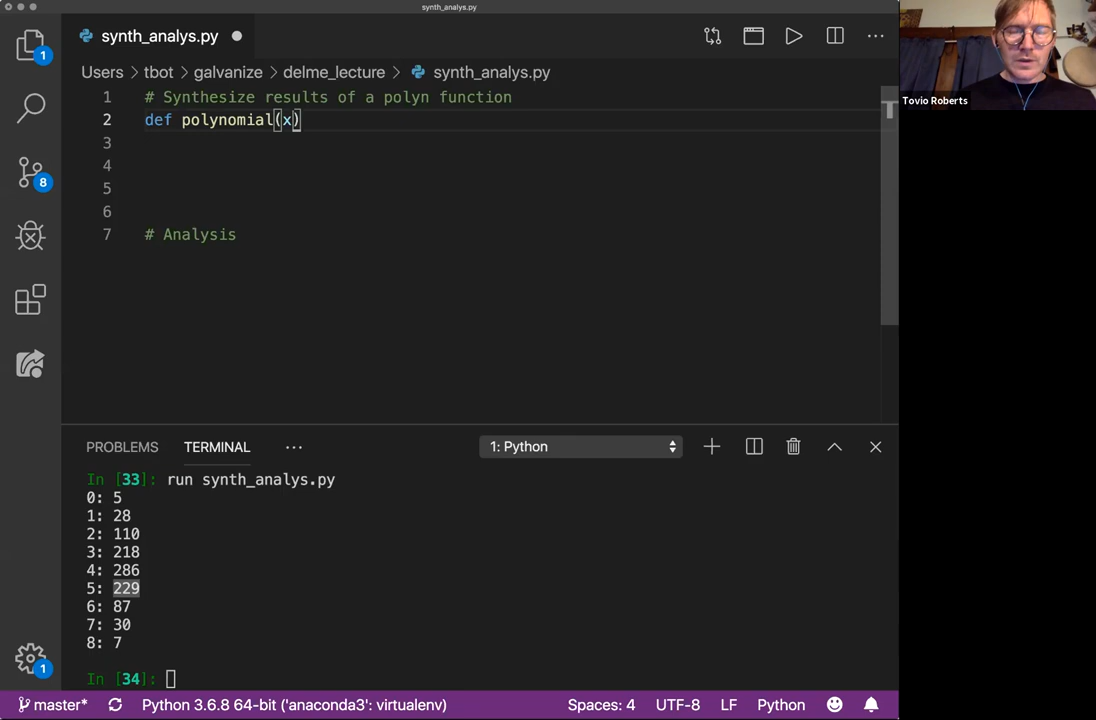 synth_analys.py
synth_analys.py
Tovio Roberts
Users > tbot > galvanize > delme_lecture > synth_analys.py
1 # Synthesize results of a polyn function
2 def polynomial(x)
3
4
5
6
7 # Analysis
1
8
1
PROBLEMS TERMINAL ... 1: Python
In [33]: run synth_analys.py
0: 5
1: 28
2: 110
3: 218
4: 286
5: 229
6: 87
7: 30
8: 7
In [34]:
master* Python 3.6.8 64-bit ('anaconda3': virtualenv) Spaces: 4 UTF-8 LF Python